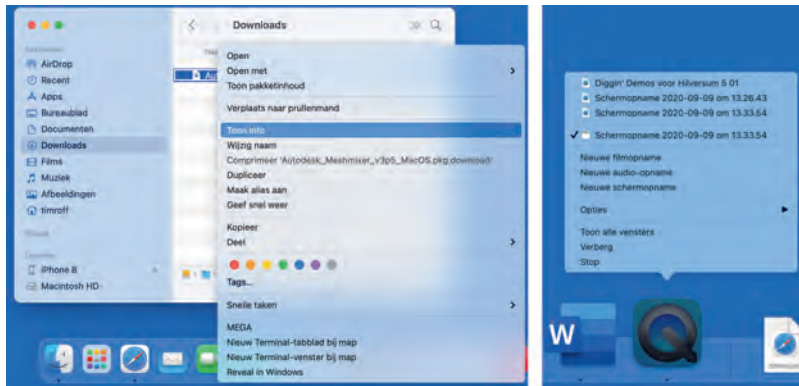 Downloads
AirDrop
Recent
Apps
Bureaublad
Documenten
Downloads
Films
Muziek
Afbeeldingen
timroff
iPhone 8
Macintosh HD
Open
Open met
Toon pakketinhoud
Verplaats naar prullenmand
Toon info
Wijzig naam
Comprimeer 'Autodesk_Meshmixer_v3p5_MacOS.pkg.download'
Dupliceer
Maak alias aan
Geef snel weer
Kopieer
Deel
Tags...
Snelle taken
MEGA
Nieuw Terminal-tabblad bij map
Nieuw Terminal-venster bij map
Reveal in Windows
Diggin' Demos voor Hilversum 5 01
Schermopname 2020-09-09 om 13.26.43
Schermopname 2020-09-09 om 13.33.54
✓ Schermopname 2020-09-09 om 13.33.54
Nieuwe filmopname
Nieuwe audio-opname
Nieuwe schermopname
Opties
Toon alle vensters
Verberg
Stop
W